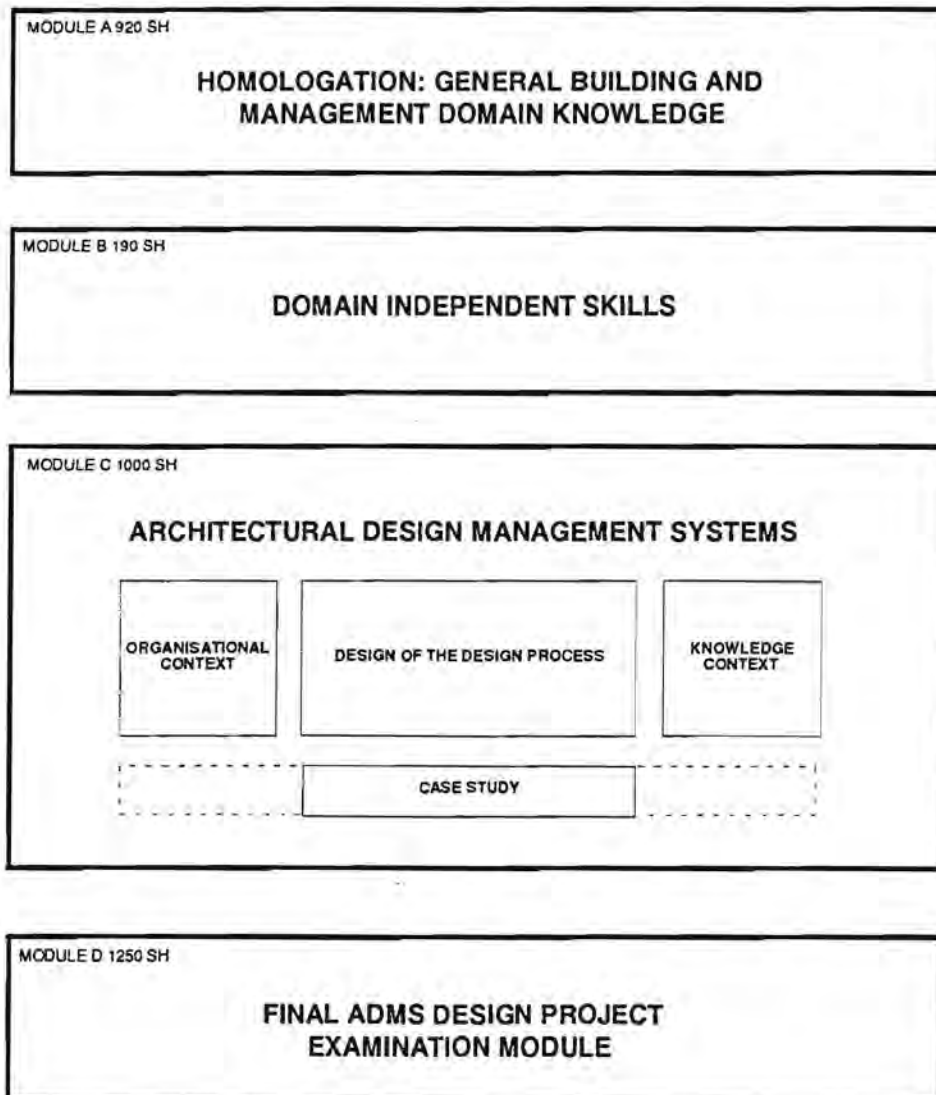 MODULE A 920 SH
HOMOLOGATION: GENERAL BUILDING AND
MANAGEMENT DOMAIN KNOWLEDGE
MODULE B 190 SH
DOMAIN INDEPENDENT SKILLS
MODULE C 1000 SH
ARCHITECTURAL DESIGN MANAGEMENT SYSTEMS
ORGANISATIONAL
CONTEXT
DESIGN OF THE DESIGN PROCESS
KNOWLEDGE
CONTEXT
CASE STUDY
MODULE D 1250 SH
FINAL ADMS DESIGN PROJECT
EXAMINATION MODULE